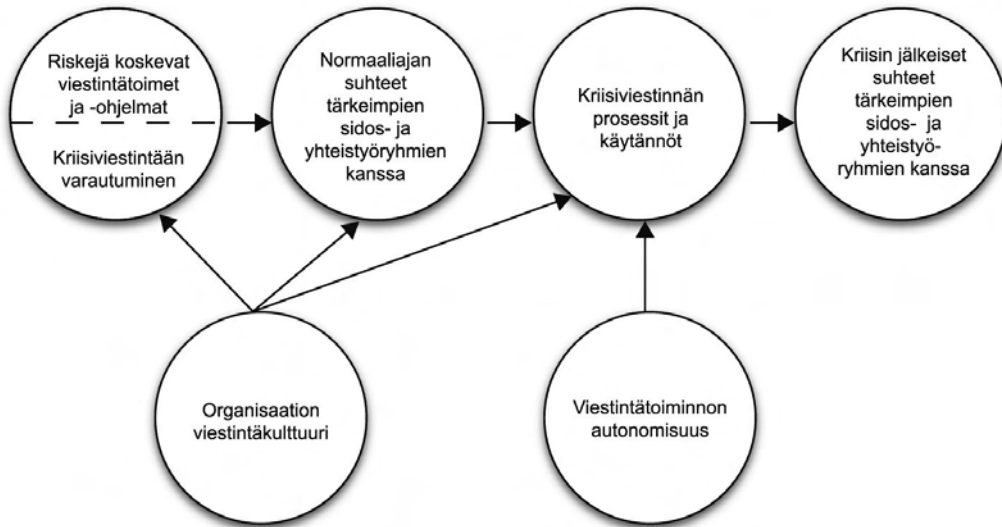 Riskejä koskevat
viestintätoimet
ja -ohjelmat
Kriisiviestintään
varautuminen
Normaaliajan
suhteet
tärkeimpien
sidos- ja
yhteistyöryhmien
kanssa
Kriisiviestinnän
prosessit ja
käytännöt
Kriisin jälkeiset
suhteet
tärkeimpien
sidos- ja
yhteistyö-
ryhmien kanssa
Organisaation
viestintäkulttuuri
Viestintätoiminnon
autonomisuus